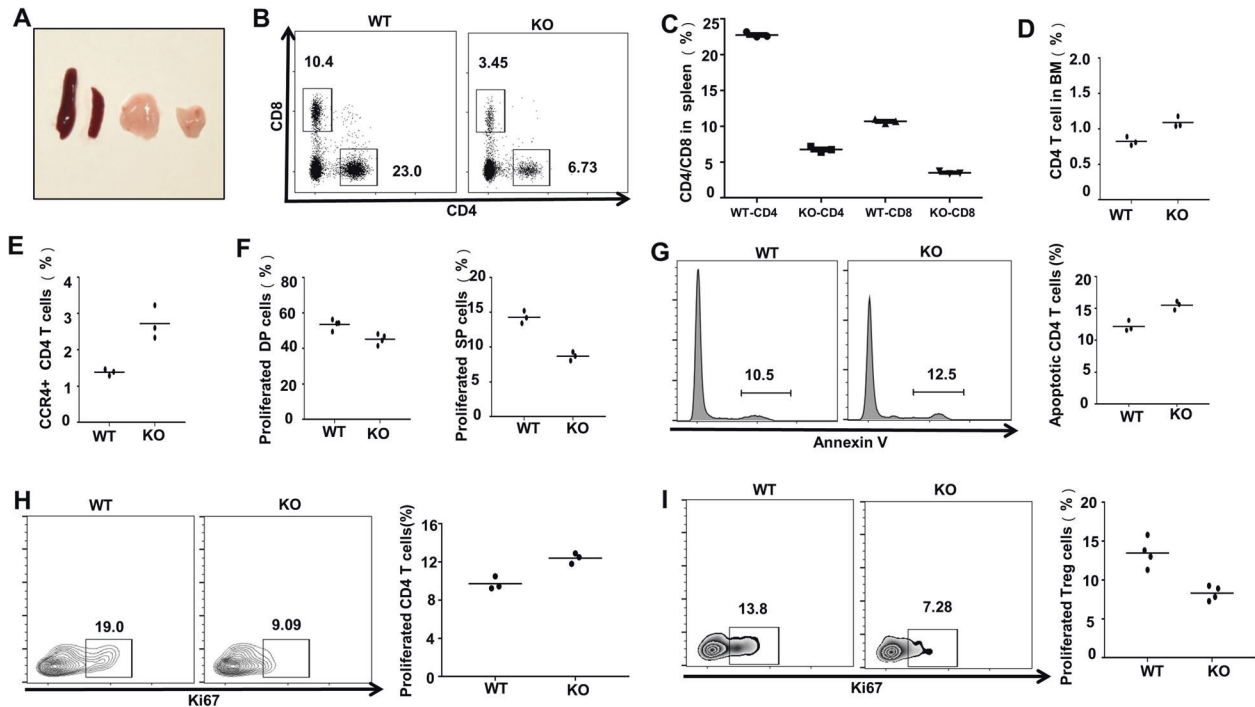 A
B
WT
KO
10.4
3.45
23.0
6.73
CD8
CD4
C
CD4/CD8 in spleen ( % )
25
20
15
10
5
0
WT-CD4 KO-CD4 WT-CD8 KO-CD8
D
CD4 T cell in BM ( % )
2.0
1.5
1.0
0.5
0
WT KO
E
CCR4+ CD4 T cells ( % )
4
3
2
1
0
WT KO
F
Proliferated DP cells ( % )
80
60
40
20
40
0
WT KO
Proliferated SP cells ( % )
20
15
10
5
10
0
WT KO
G
WT
KO
10.5
12.5
Annexin V
Apoptotic CD4 T cells (%)
20
15
10
5
0
WT KO
H
WT
KO
19.0
9.09
Ki67
Proliferated CD4 T cells(%)
16
12
8
4
0
WT KO
I
WT
KO
13.8
7.28
Ki67
Proliferated Treg cells ( % )
20
15
10
5
0
WT KO